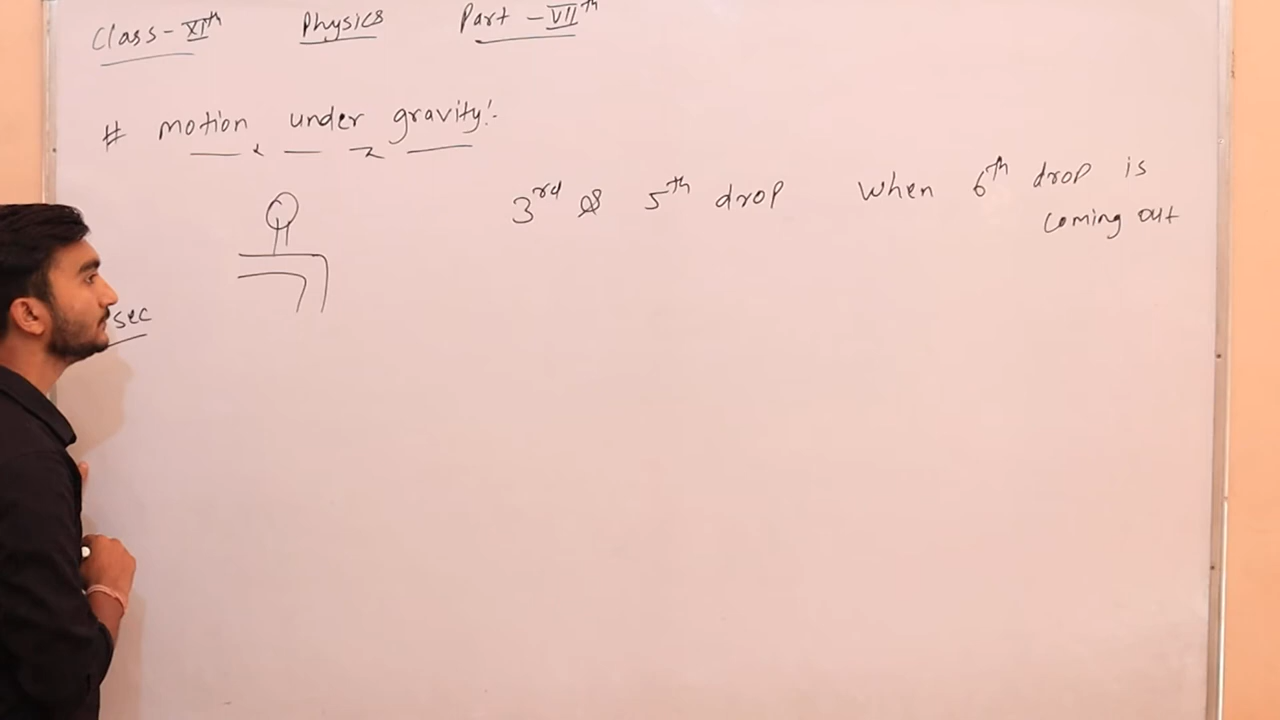 Class-XIth Physics Part-VIIth
# motion under gravity:-
3rd & 5th drop when 6th drop is
coming out
sec